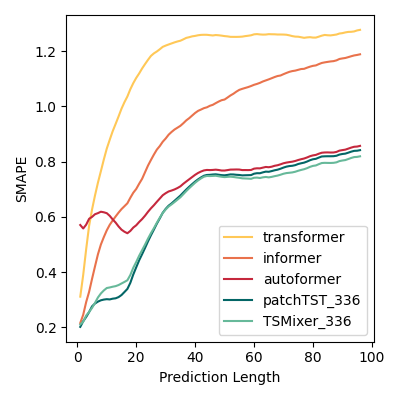 1.2
1.0
0.8
0.6
0.4
0.2
SMAPE
transformer
informer
autoformer
patchTST_336
TSMixer_336
0 20 40 60 80 100
Prediction Length